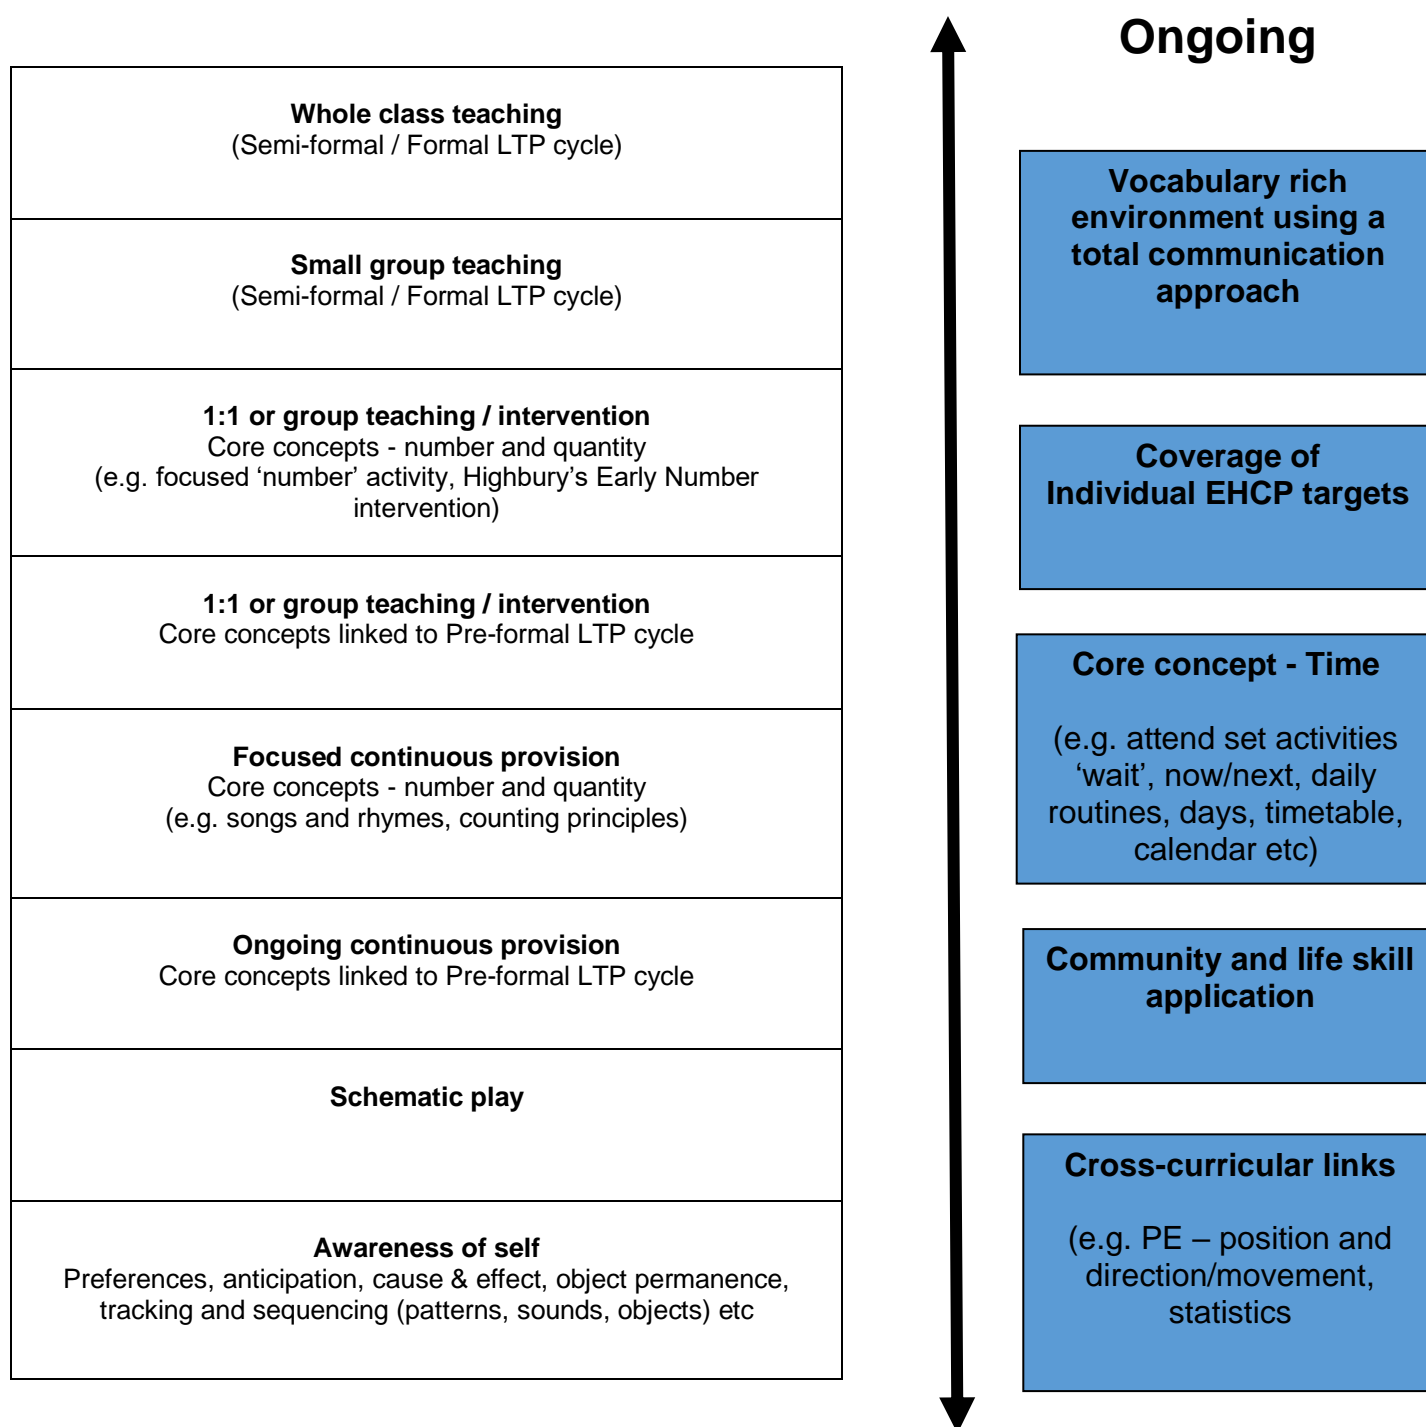 Whole class teaching
(Semi-formal / Formal LTP cycle)
Small group teaching
(Semi-formal / Formal LTP cycle)
1:1 or group teaching / intervention
Core concepts - number and quantity
(e.g. focused ‘number’ activity, Highbury’s Early Number
intervention)
1:1 or group teaching / intervention
Core concepts linked to Pre-formal LTP cycle
Focused continuous provision
Core concepts - number and quantity
(e.g. songs and rhymes, counting principles)
Ongoing continuous provision
Core concepts linked to Pre-formal LTP cycle
Schematic play
Awareness of self
Preferences, anticipation, cause & effect, object permanence,
tracking and sequencing (patterns, sounds, objects) etc
Ongoing
Vocabulary rich
environment using a
total communication
approach
Coverage of
Individual EHCP targets
Core concept - Time
(e.g. attend set activities
‘wait’, now/next, daily
routines, days, timetable,
calendar etc)
Community and life skill
application
Cross-curricular links
(e.g. PE – position and
direction/movement,
statistics